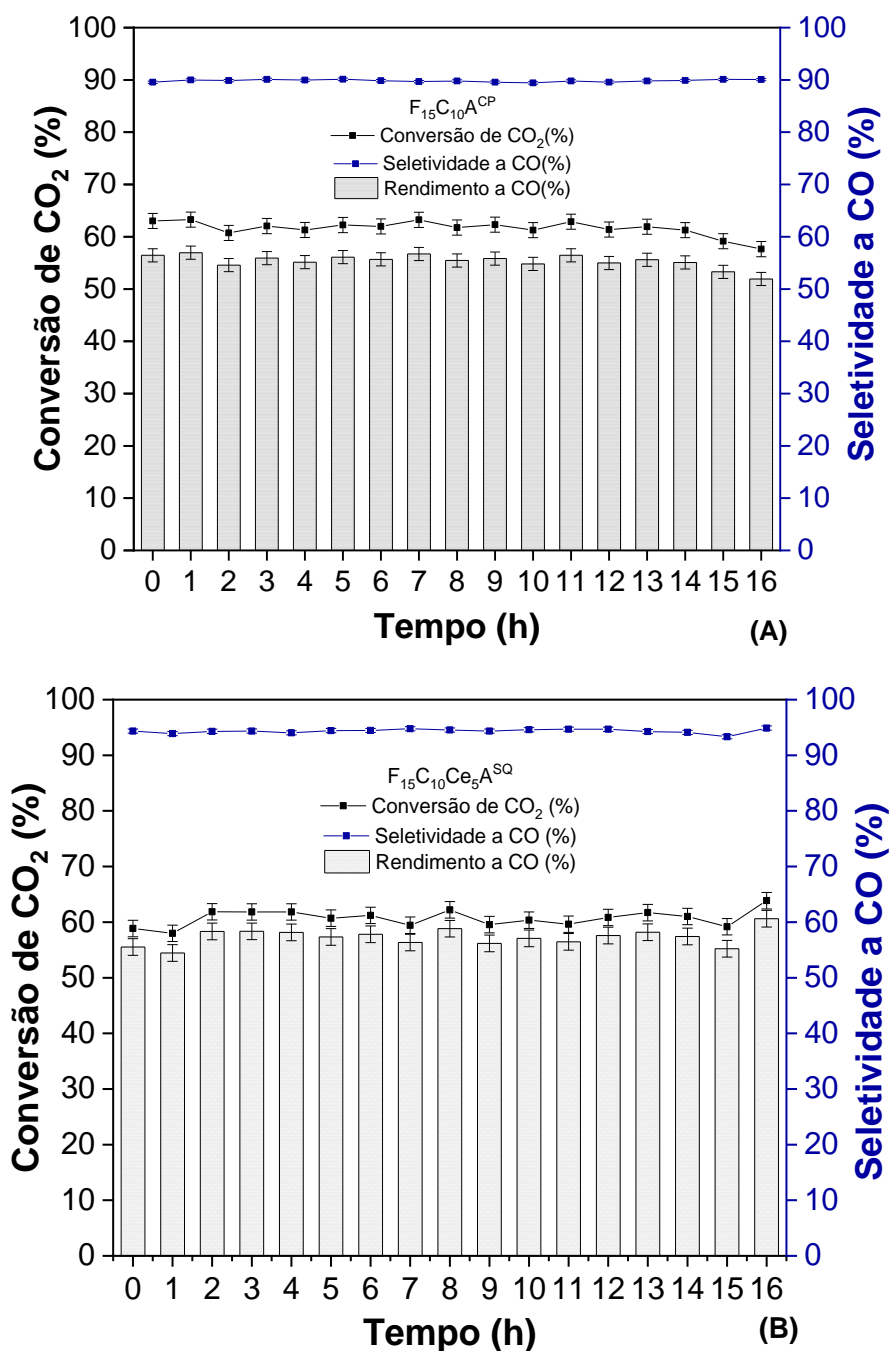 100
90
80
70
60
50
40
30
20
10
0
Conversão de CO₂ (%)
F₁₅C₁₀Aᶜᴾ
Conversão de CO₂(%)
Seletividade a CO(%)
Rendimento a CO(%)
100
90
80
70
60
50
40
30
20
10
0
Seletividade a CO (%)
0 1 2 3 4 5 6 7 8 9 10 11 12 13 14 15 16
Tempo (h)
(A)
100
90
80
70
60
50
40
30
20
10
0
Conversão de CO₂ (%)
F₁₅C₁₀Ce₅A^SQ
Conversão de CO₂ (%)
Seletividade a CO (%)
Rendimento a CO (%)
100
90
80
70
60
50
40
30
20
10
0
Seletividade a CO (%)
0 1 2 3 4 5 6 7 8 9 10 11 12 13 14 15 16
Tempo (h)
(B)